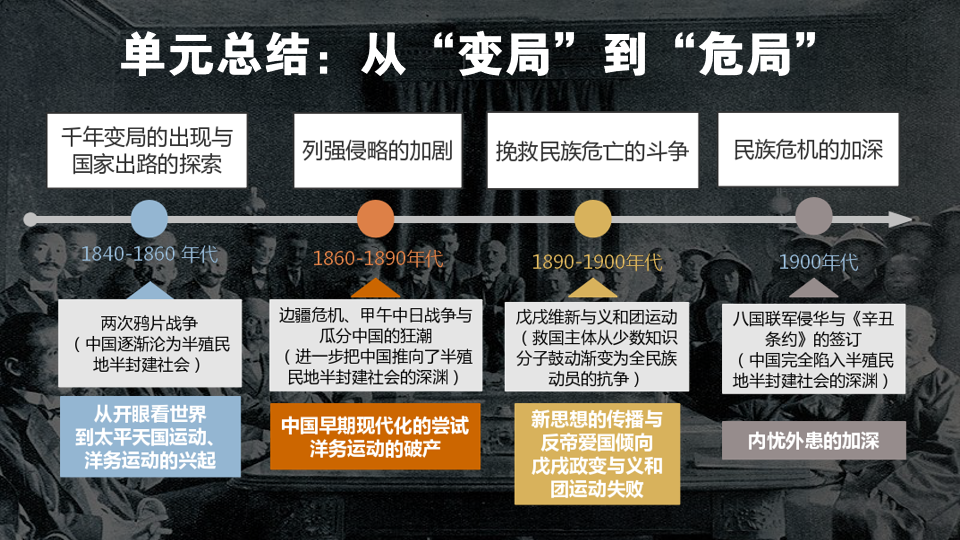 单元总结：从“变局”到“危局”
千年变局的出现与
国家出路的探索
列强侵略的加剧
挽救民族危亡的斗争
民族危机的加深
1840-1860 年代
1860-1890年代
1890-1900年代
1900年代
两次鸦片战争
（中国逐渐沦为半殖民
地半封建社会）
边疆危机、甲午中日战争与
瓜分中国的狂潮
（进一步把中国推向了半殖
民地半封建社会的深渊）
戊戌维新与义和团运动
（救国主体从少数知识
分子鼓动渐变为全民族
动员的抗争）
八国联军侵华与《辛丑
条约》的签订
（中国完全陷入半殖民
地半封建社会的深渊）
从开眼看世界
到太平天国运动、
洋务运动的兴起
中国早期现代化的尝试
洋务运动的破产
新思想的传播与
反帝爱国倾向
戊戌政变与义和
团运动失败
内忧外患的加深